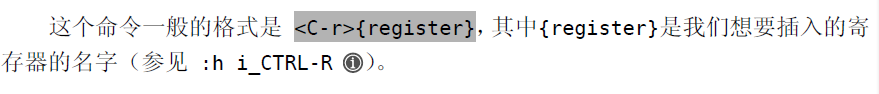 这个命令一般的格式是 <C-r>{register},其中{register}是我们想要插入的寄
存器的名字(参见 :h i_CTRL-R ℹ)。